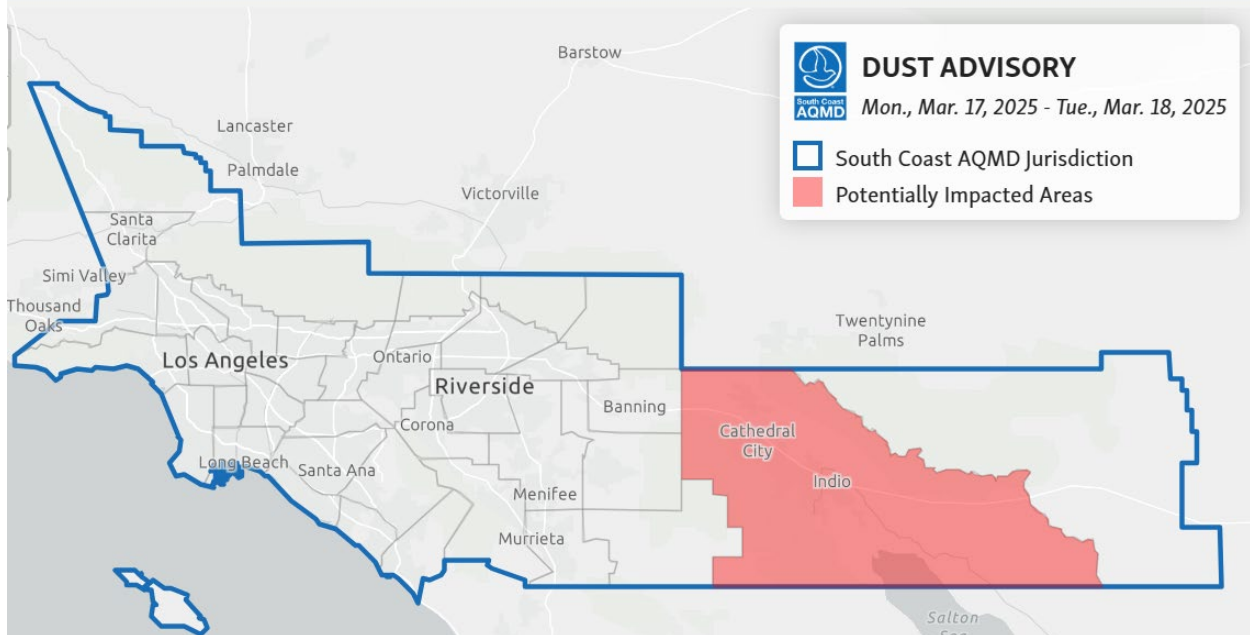 Barstow
South Coast
AQMD
DUST ADVISORY
Mon., Mar. 17, 2025 - Tue., Mar. 18, 2025
South Coast AQMD Jurisdiction
Potentially Impacted Areas
Lancaster
Palmdale
Victorville
Santa
Clarita
Simi Valley
Thousand
Oaks
Twentynine
Palms
Los Angeles
Ontario
Riverside
Banning
Corona
Cathedral
City
Long Beach
Santa Ana
Indio
Menifee
Murrieta
Salton
Sea